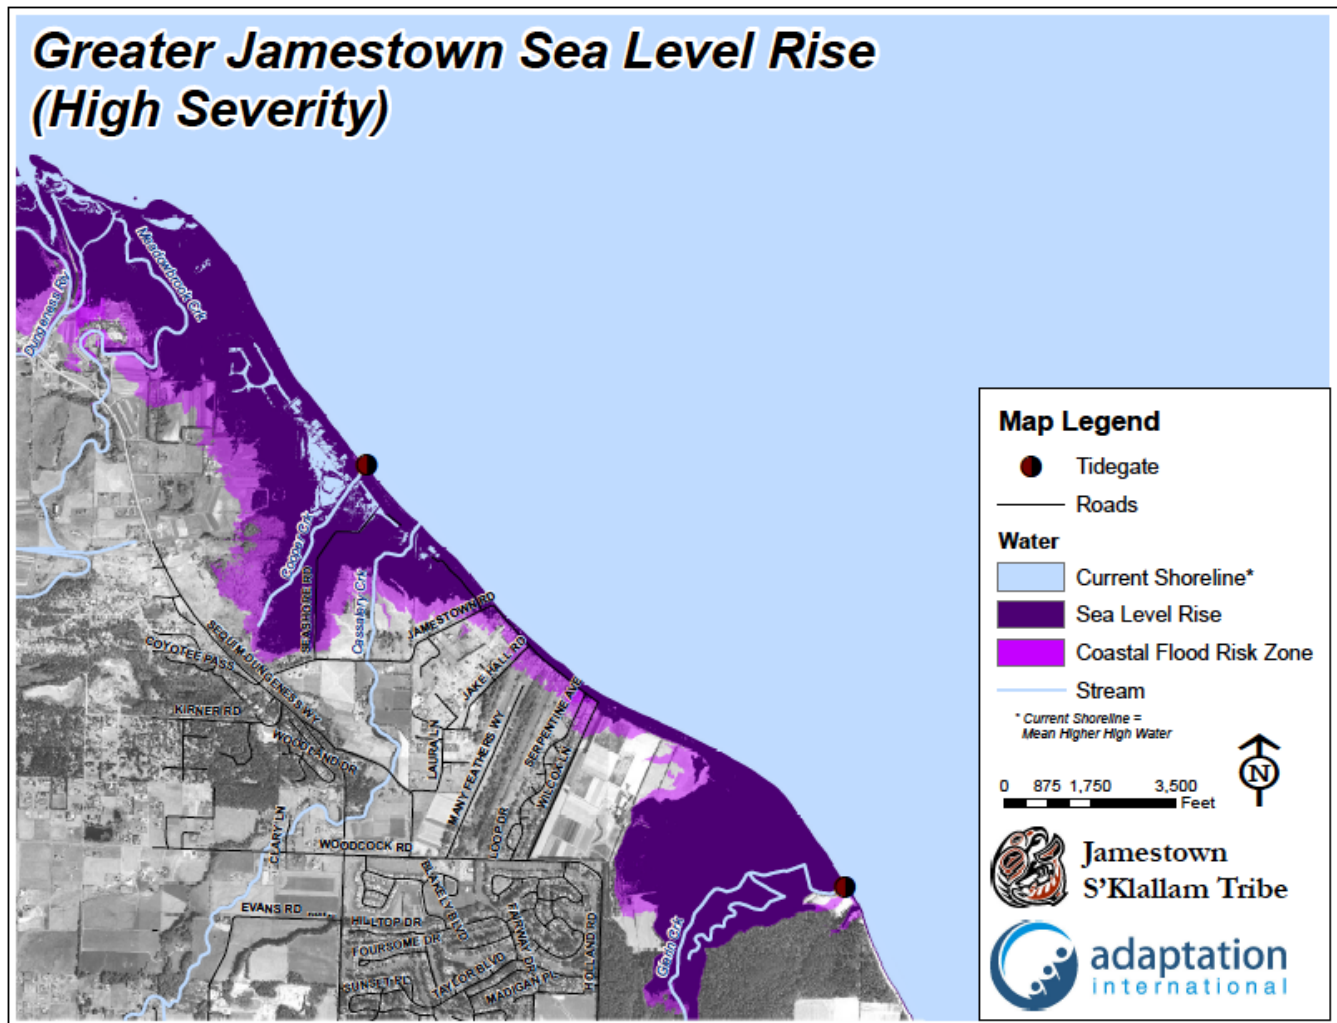 Greater Jamestown Sea Level Rise
(High Severity)
Meadowbrook Crk
Dungeness Riv
Cooper Crk
SEASHORE RD
Cassalery Crk
JAMESTOWN RD
JAKE HALL RD
SEQUIM-DUNGENESS WY
COYOTEE PASS
KIRNER RD
WOODLAND DR
LAURA LN
MANY FEATHERS WY
SERPENTINE AVE
WILCOX LN
LOOP DR
CLARY LN
WOODCOCK RD
BLAKELY BLVD
EVANS RD
HILLTOP DR
FOURSOME DR
FAIRWAY DR
HOLLAND RD
SUNSET PL
TAYLOR BLVD
MADIGAN PL
Gierin Crk
Map Legend
Tidegate
Roads
Water
Current Shoreline*
Sea Level Rise
Coastal Flood Risk Zone
Stream
* Current Shoreline =
Mean Higher High Water
N
0 875 1,750 3,500
Feet
Jamestown
S'Klallam Tribe
adaptation
international